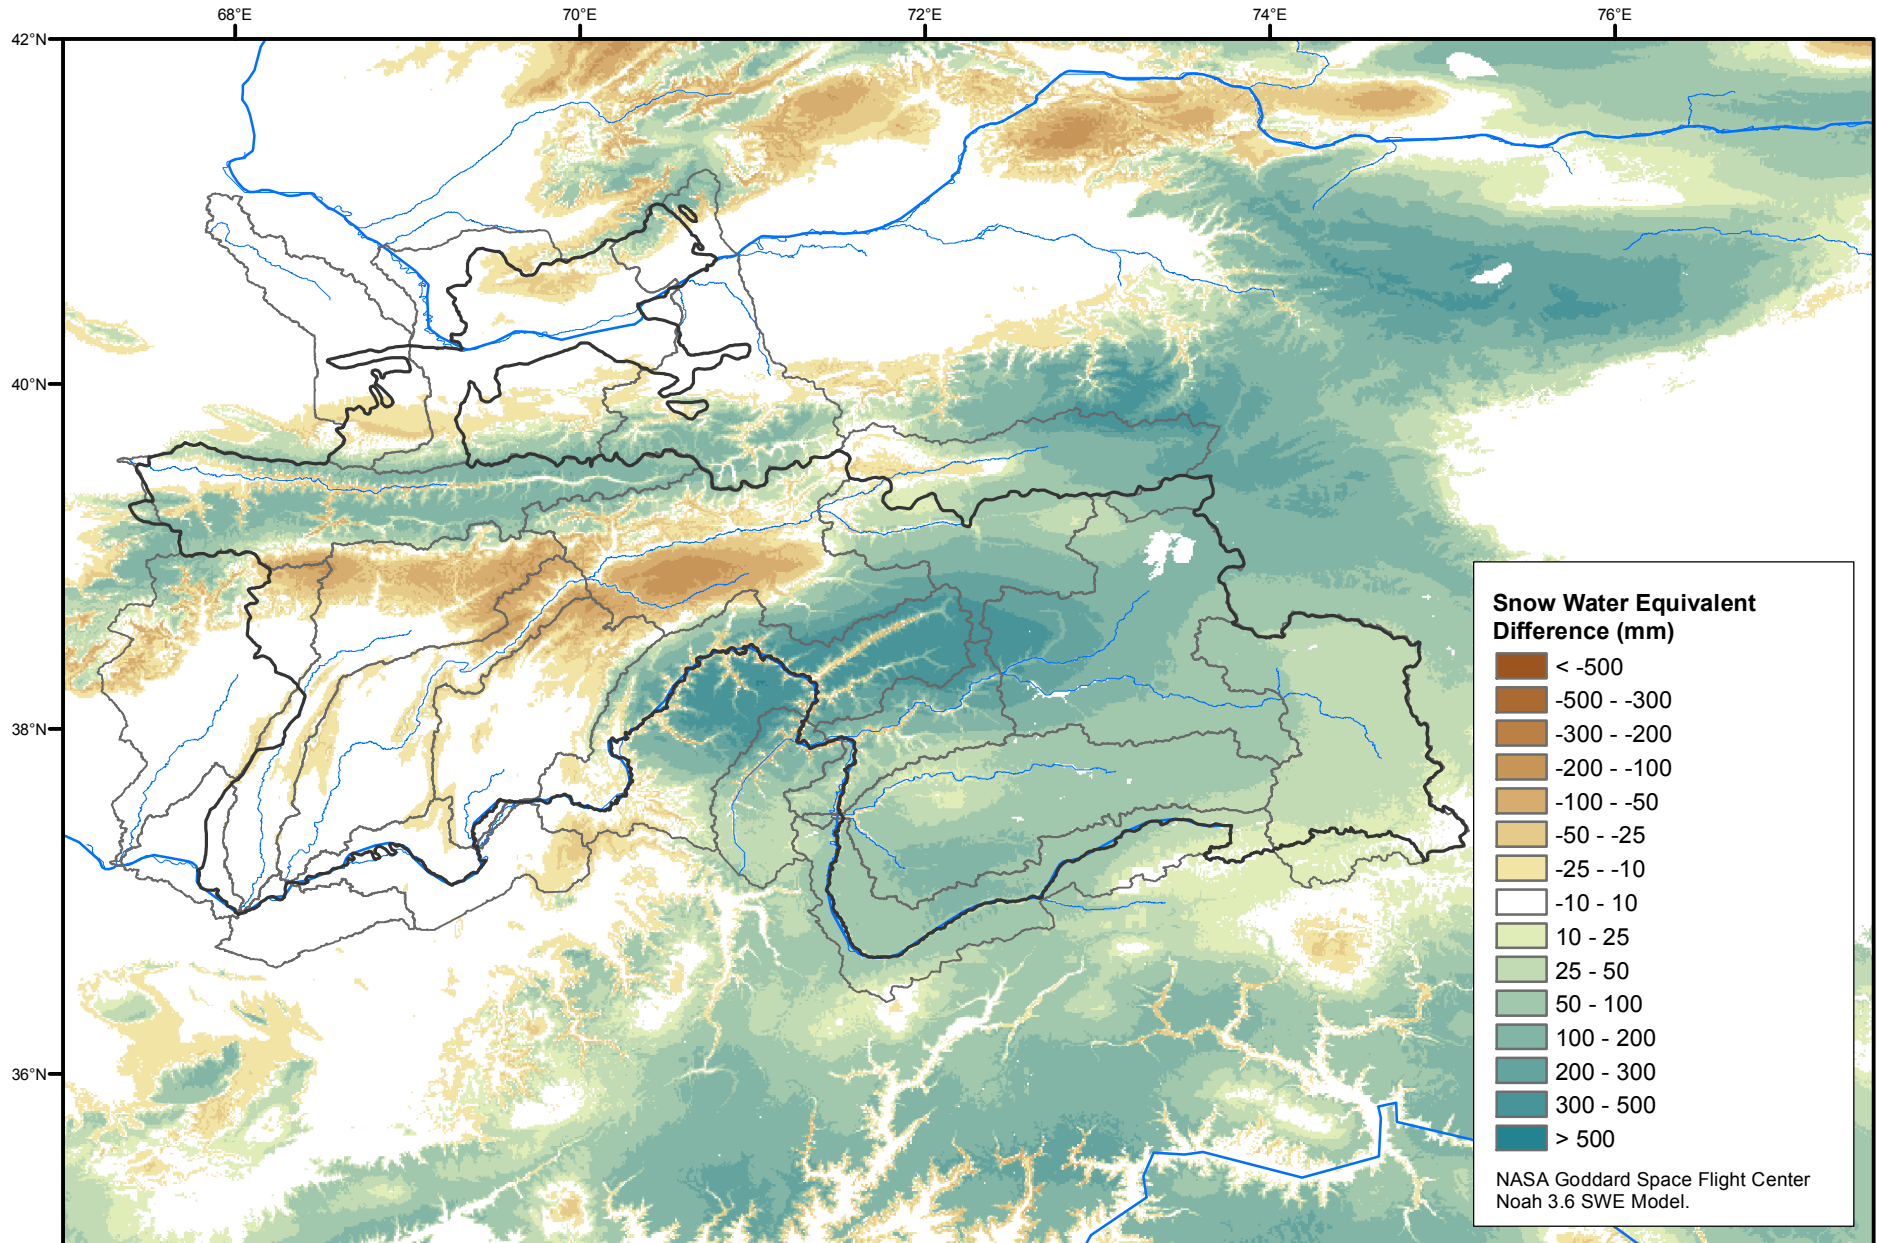 68°E
70°E
72°E
74°E
76°E
42°N
40°N
38°N
36°N
Snow Water Equivalent
Difference (mm)
< -500
-500 - -300
-300 - -200
-200 - -100
-100 - -50
-50 - -25
-25 - -10
-10 - 10
10 - 25
25 - 50
50 - 100
100 - 200
200 - 300
300 - 500
> 500
NASA Goddard Space Flight Center
Noah 3.6 SWE Model.